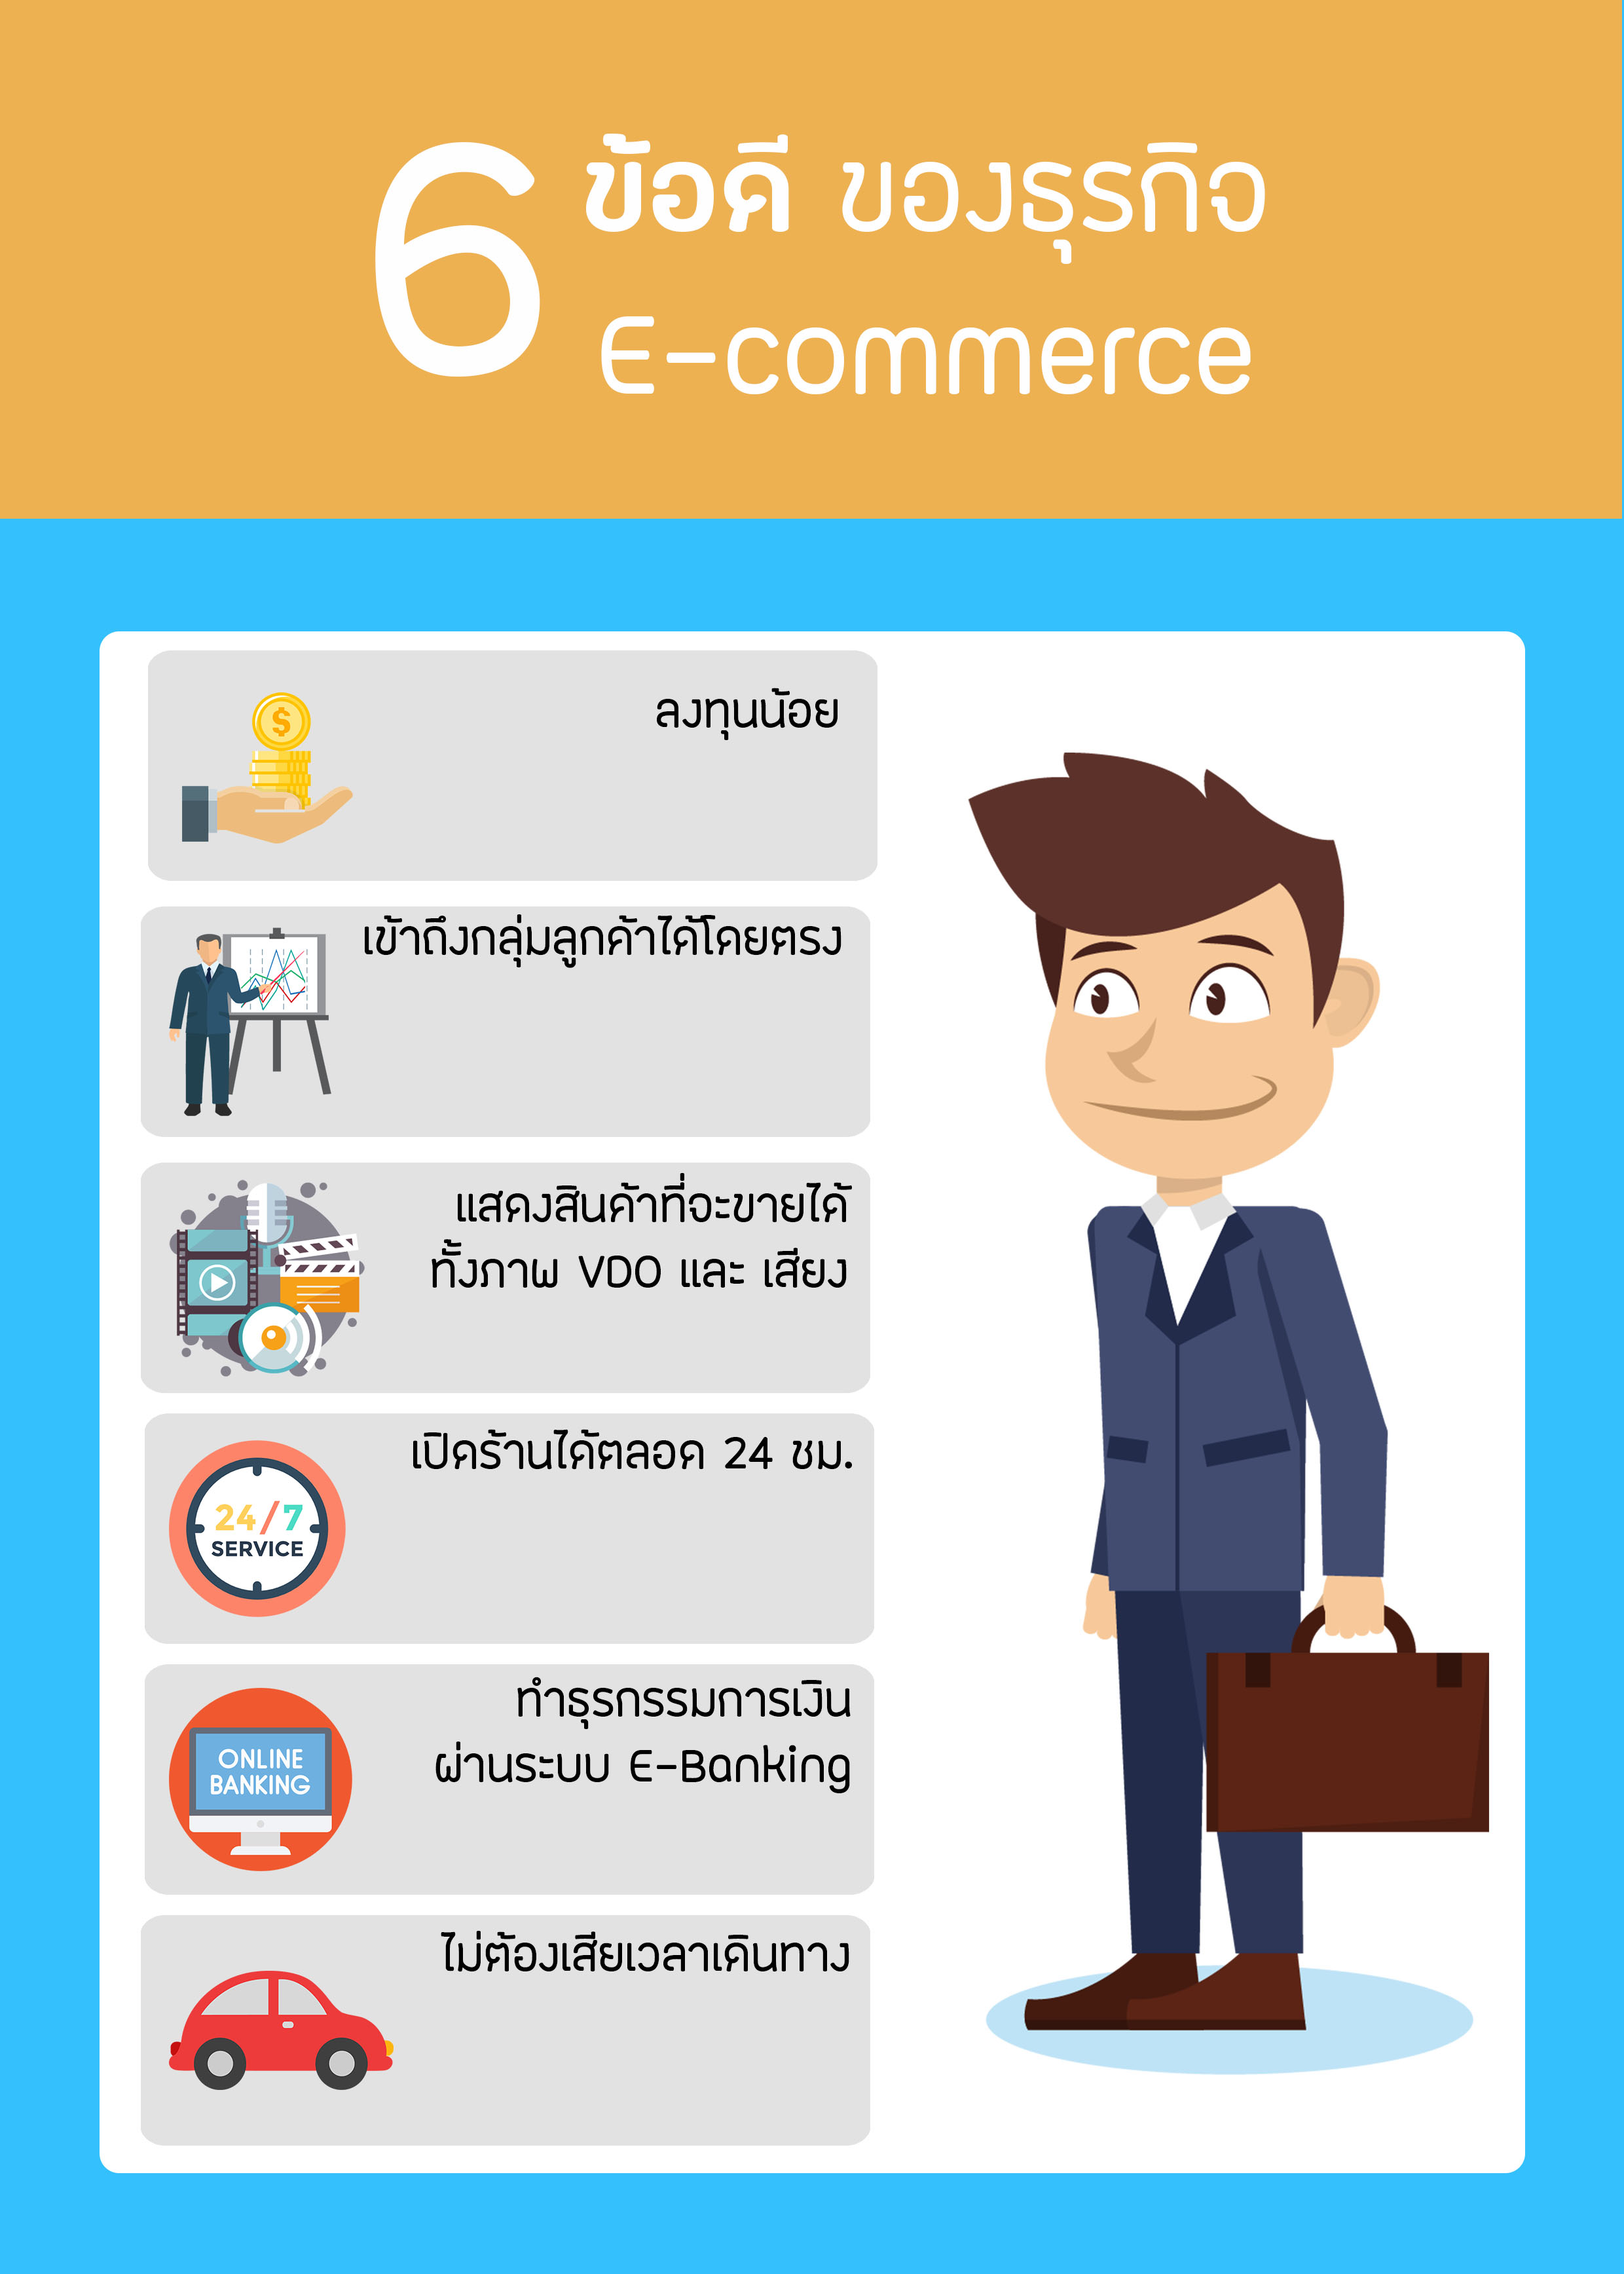 6 ข้อดี ของธุรกิจ
E-commerce
ลงทุนน้อย
เข้าถึงกลุ่มลูกค้าได้โดยตรง
แสดงสินค้าที่จะขายได้
ทั้งภาพ VDO และ เสียง
เปิดร้านได้ตลอด 24 ชม.
24/7
SERVICE
ทำธุรกรรมการเงิน
ผ่านระบบ E-Banking
ONLINE
BANKING
ไม่ต้องเสียเวลาเดินทาง